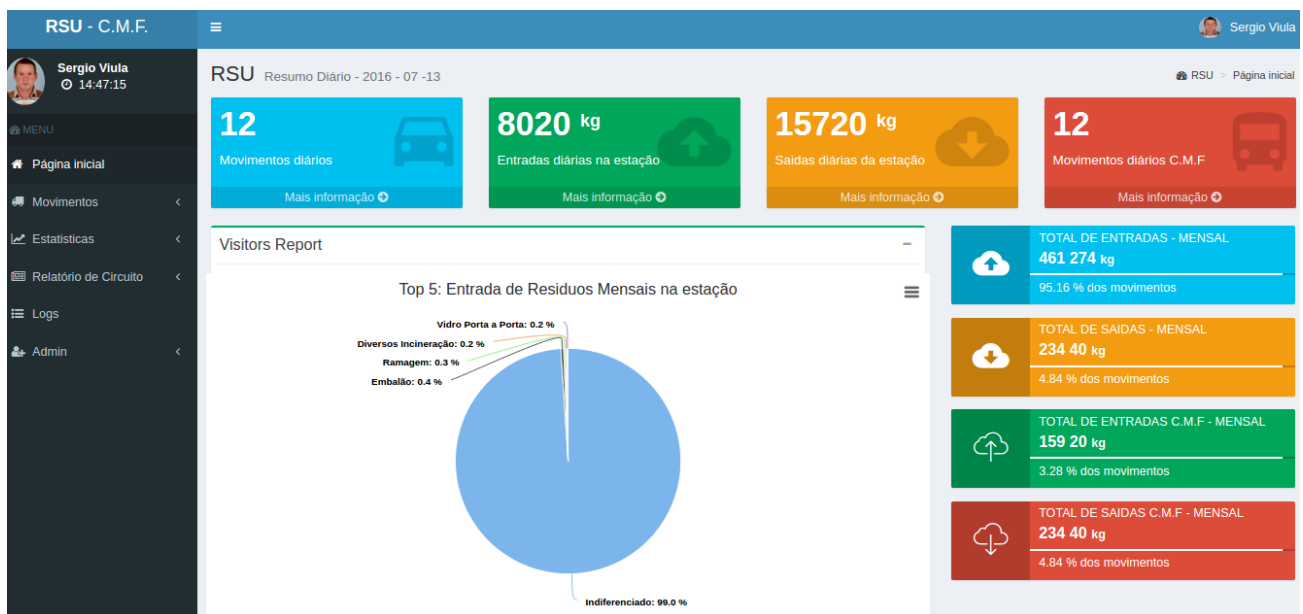 RSU - C.M.F.
Sergio Viula
Sergio Viula
14:47:15
MENU
Página inicial
Movimentos
Estatisticas
Relatório de Circuito
Logs
Admin
RSU Resumo Diário - 2016 - 07 -13
RSU > Página inicial
12
Movimentos diários
Mais informação
8020 kg
Entradas diárias na estação
Mais informação
15720 kg
Saidas diárias da estação
Mais informação
12
Movimentos diários C.M.F
Mais informação
Visitors Report
Top 5: Entrada de Residuos Mensais na estação
Vidro Porta a Porta: 0.2 %
Diversos Incineração: 0.2 %
Ramagem: 0.3 %
Embalão: 0.4 %
Indiferenciado: 99.0 %
TOTAL DE ENTRADAS - MENSAL
461 274 kg
95.16 % dos movimentos
TOTAL DE SAIDAS - MENSAL
234 40 kg
4.84 % dos movimentos
TOTAL DE ENTRADAS C.M.F - MENSAL
159 20 kg
3.28 % dos movimentos
TOTAL DE SAIDAS C.M.F - MENSAL
234 40 kg
4.84 % dos movimentos